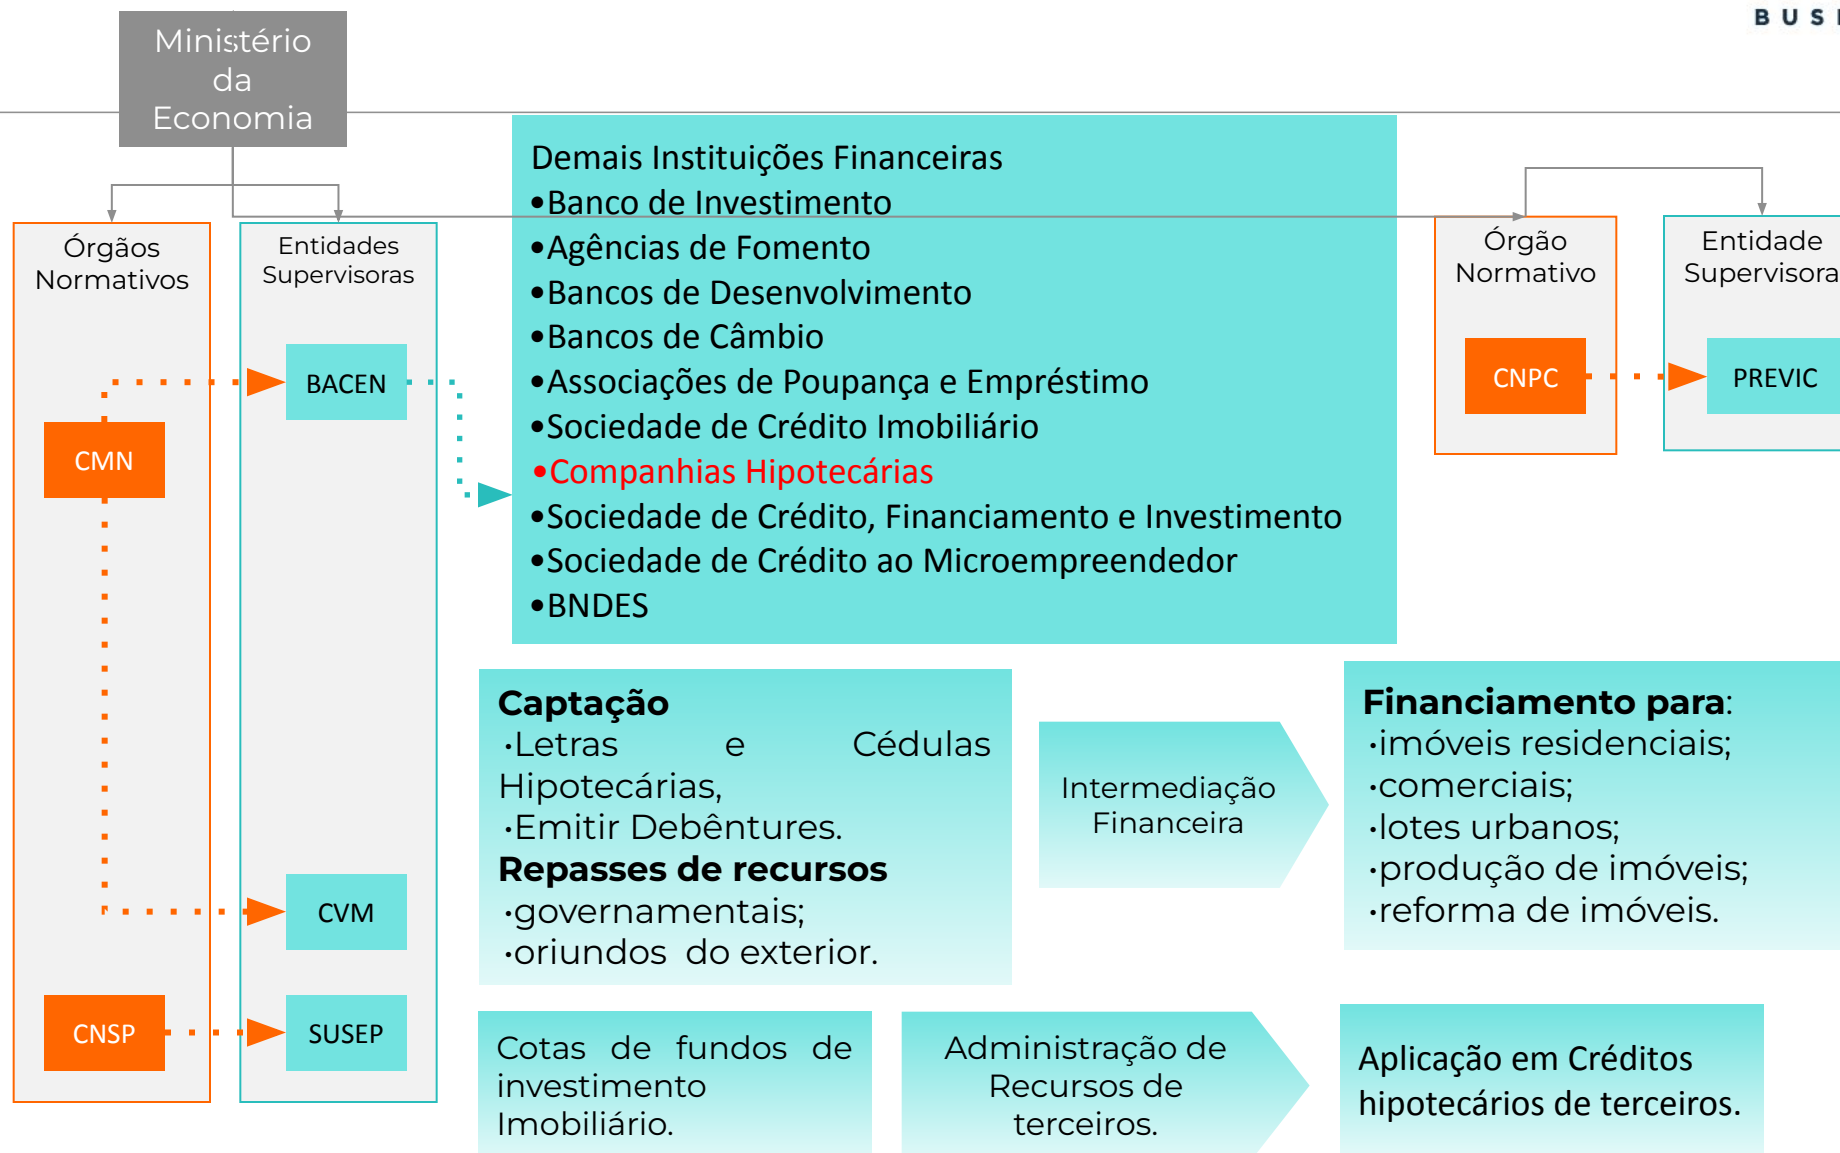 BUSI
Ministério
da
Economia
Órgãos
Normativos
Entidades
Supervisoras
BACEN
CMN
CVM
CNSP
SUSEP
Demais Instituições Financeiras
•Banco de Investimento
•Agências de Fomento
•Bancos de Desenvolvimento
•Bancos de Câmbio
•Associações de Poupança e Empréstimo
•Sociedade de Crédito Imobiliário
•Companhias Hipotecárias
•Sociedade de Crédito, Financiamento e Investimento
•Sociedade de Crédito ao Microempreendedor
•BNDES
Órgão
Normativo
Entidade
Supervisora
CNPC
PREVIC
Captação
•Letras e Cédulas
Hipotecárias,
•Emitir Debêntures.
Repasses de recursos
•governamentais;
•oriundos do exterior.
Intermediação
Financeira
Financiamento para:
•imóveis residenciais;
•comerciais;
•lotes urbanos;
•produção de imóveis;
•reforma de imóveis.
Cotas de fundos de
investimento
Imobiliário.
Administração de
Recursos de
terceiros.
Aplicação em Créditos
hipotecários de terceiros.